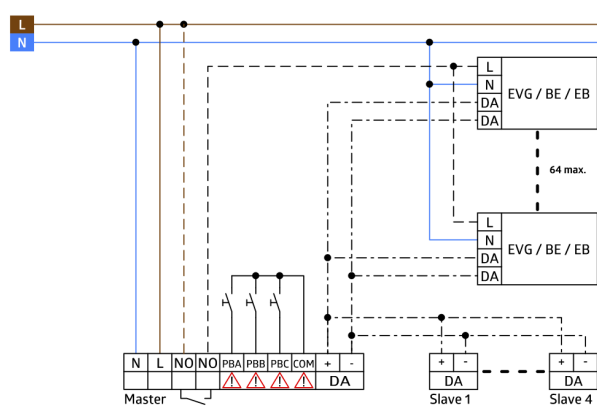 L
N
L
N
DA
DA
EVG / BE / EB
64 max.
L
N
DA
DA
EVG / BE / EB
N L NO NO PBA PBB PBC COM + -
DA
Master
+ -
DA
Slave 1
+ -
DA
Slave 4